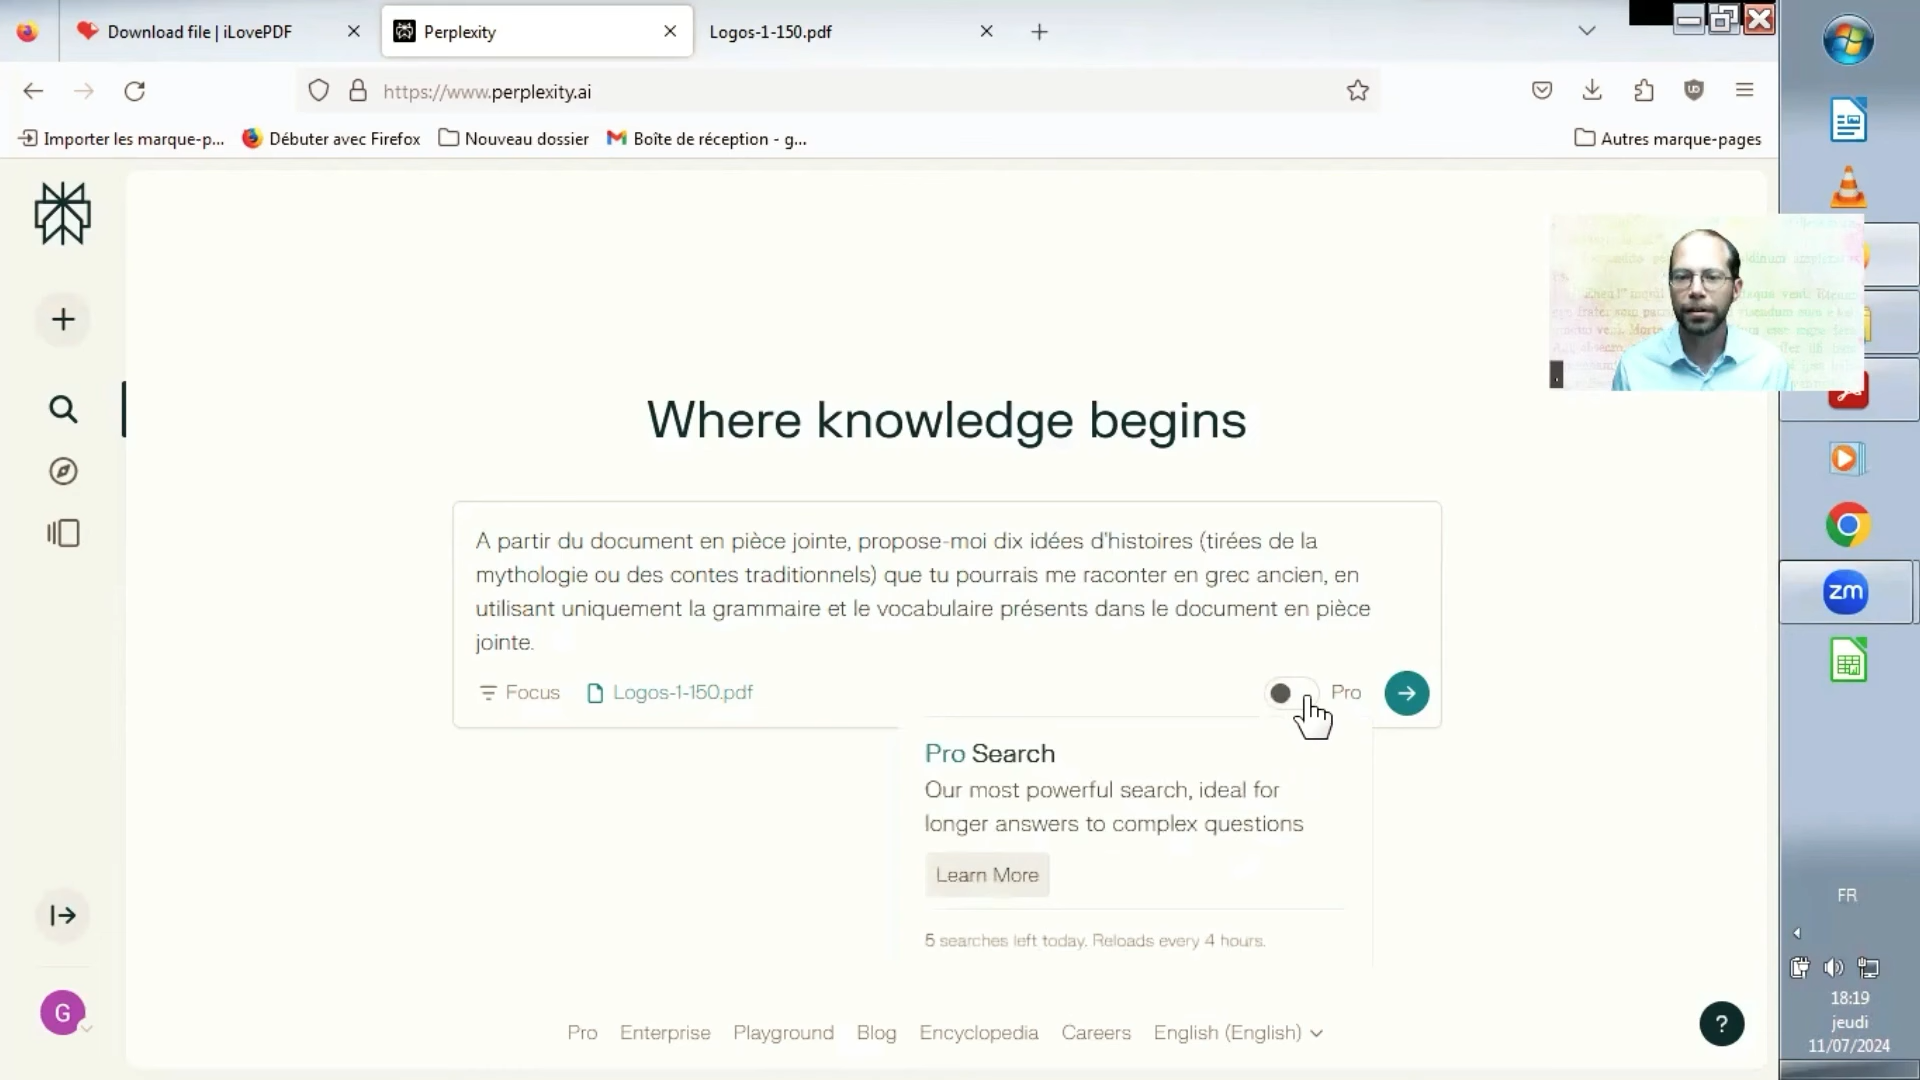 Download file | iLovePDF
Perplexity
Logos-1-150.pdf
https://www.perplexity.ai
Importer les marque-p...
Débuter avec Firefox
Nouveau dossier
Boîte de réception - g...
Autres marque-pages
Where knowledge begins
A partir du document en pièce jointe, propose-moi dix idées d'histoires (tirées de la
mythologie ou des contes traditionnels) que tu pourrais me raconter en grec ancien, en
utilisant uniquement la grammaire et le vocabulaire présents dans le document en pièce
jointe.
Focus
Logos-1-150.pdf
Pro
Pro Search
Our most powerful search, ideal for
longer answers to complex questions
Learn More
5 searches left today. Reloads every 4 hours.
G
Pro
Enterprise
Playground
Blog
Encyclopedia
Careers
English (English)
?
zm
FR
18:19
jeudi
11/07/2024